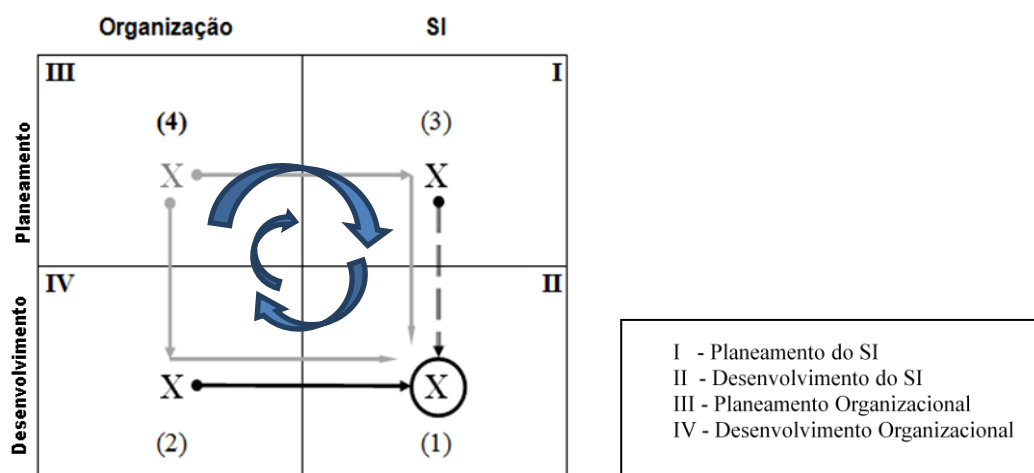 Organização SI
III I
(4) (3)
X X
Planeamento
IV II
Desenvolvimento
X X
(2) (1)
I - Planeamento do SI
II - Desenvolvimento do SI
III - Planeamento Organizacional
IV - Desenvolvimento Organizacional